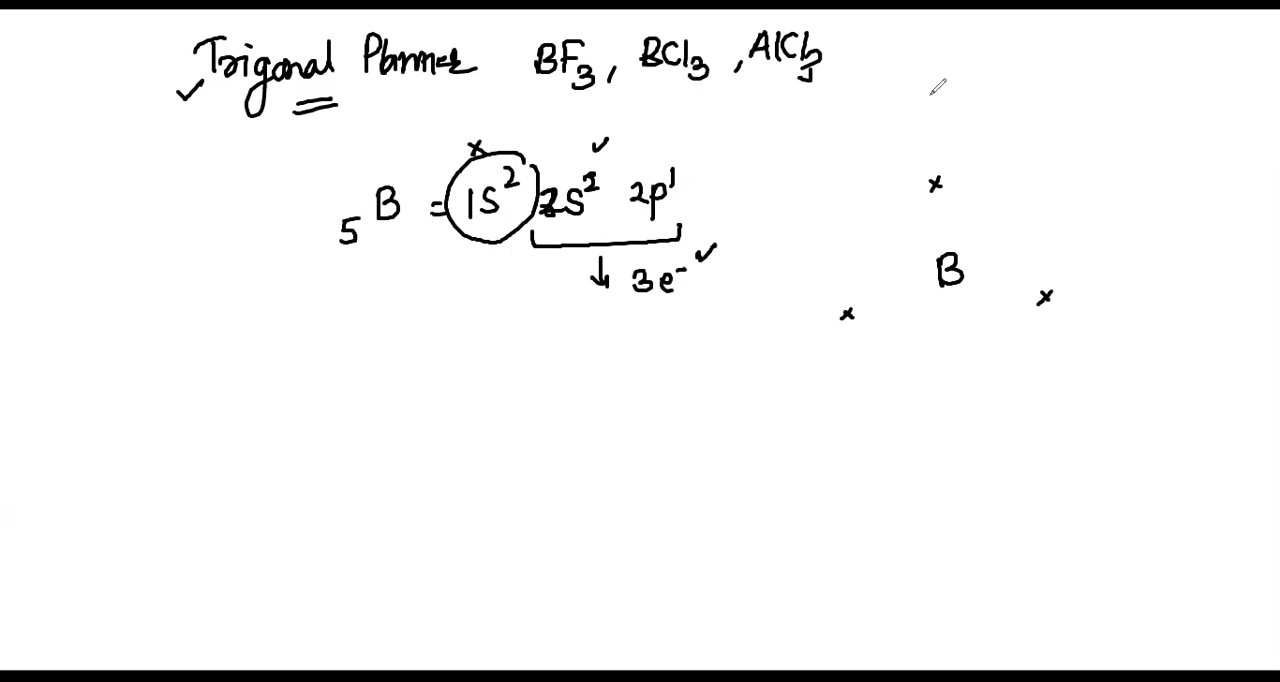 Trigonal Planner BF₃, BCl₃, AlCl₃
₅B = 1S² 2S² 2p¹
↓ 3e⁻
B